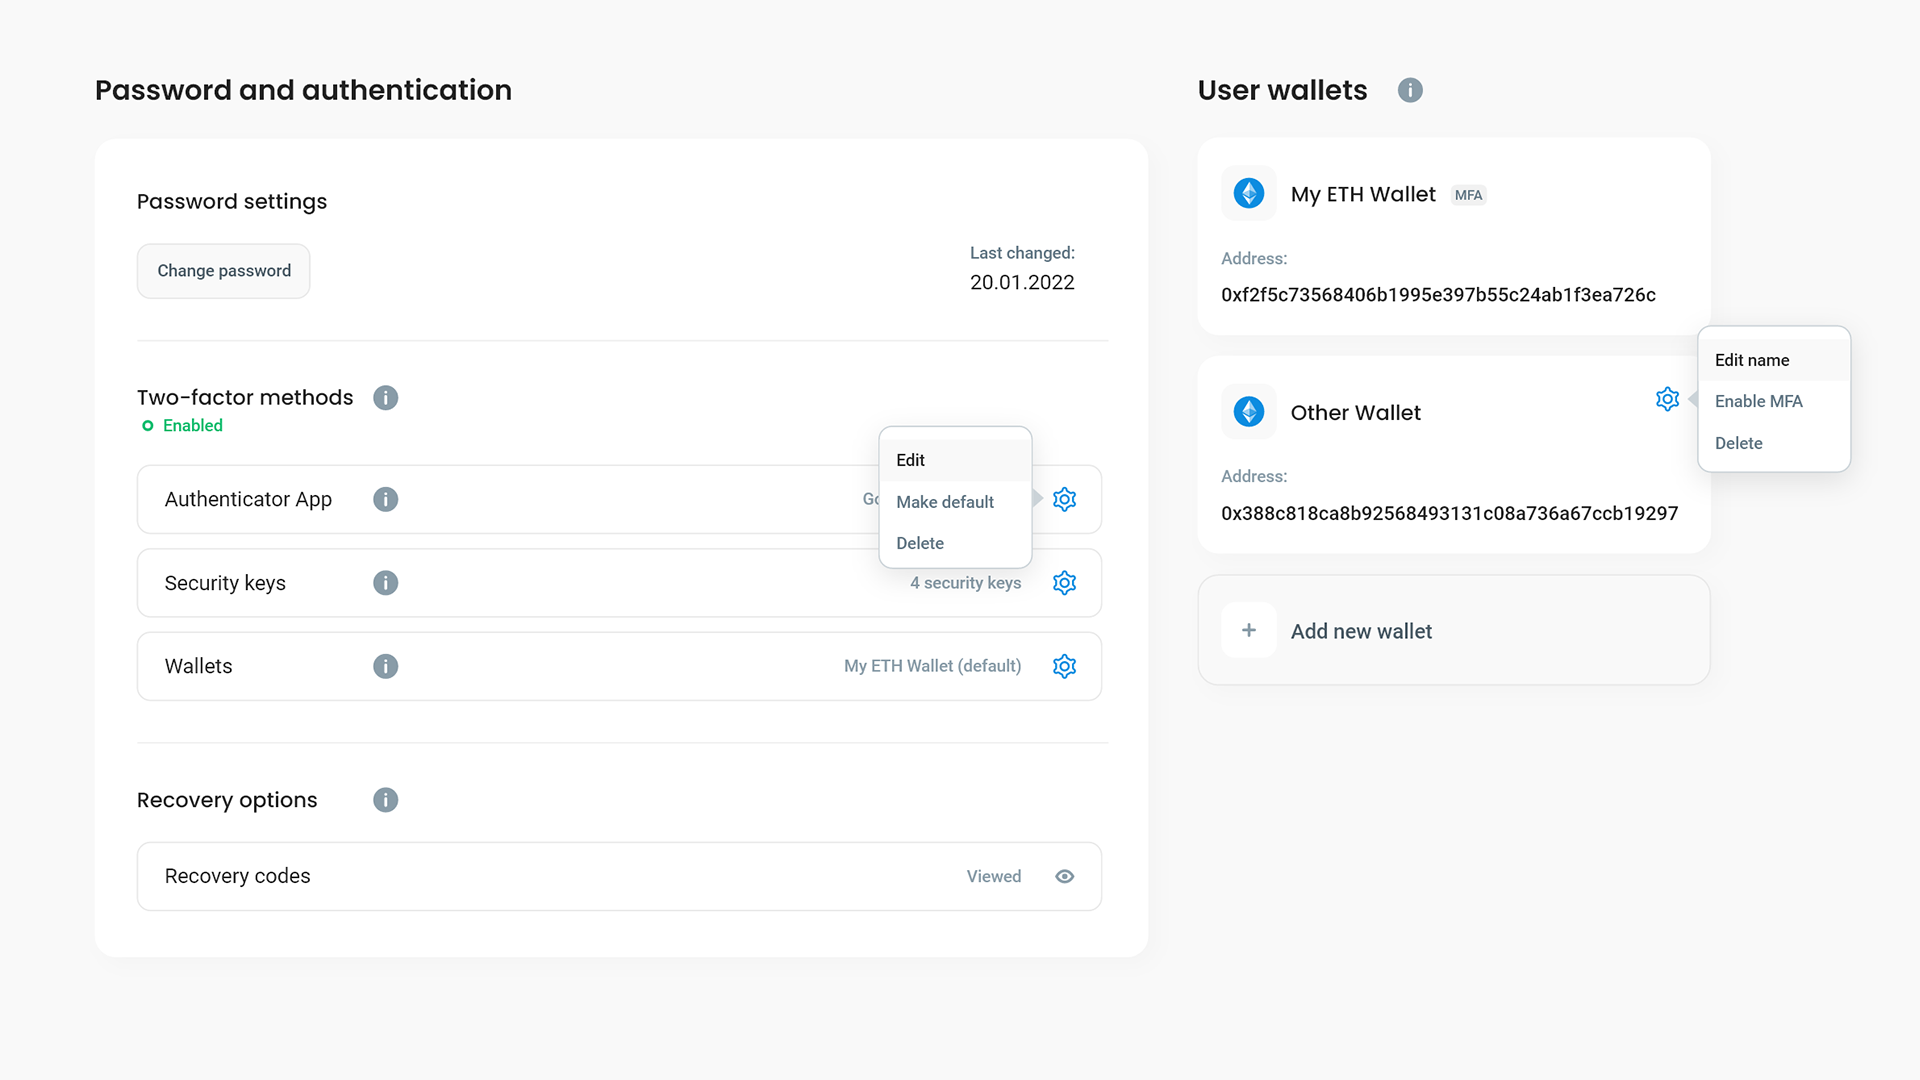 Password and authentication
Password settings
Change password
Last changed:
20.01.2022
Two-factor methods
Enabled
Authenticator App
Edit
Make default
Delete
Security keys
4 security keys
Wallets
My ETH Wallet (default)
Recovery options
Recovery codes
Viewed
User wallets
My ETH Wallet MFA
Address:
0xf2f5c73568406b1995e397b55c24ab1f3ea726c
Other Wallet
Address:
0x388c818ca8b92568493131c08a736a67ccb19297
Edit name
Enable MFA
Delete
Add new wallet